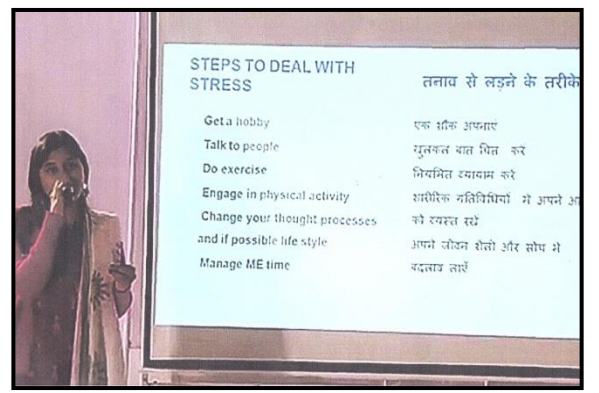 STEPS TO DEAL WITH
STRESS
Get a hobby
Talk to people
Do exercise
Engage in physical activity
Change your thought processes
and if possible life style
Manage ME time
तनाव से लड़ने के तरीके
एक शौक अपनाएं
खुलकर बात चित करें
नियमित व्यायाम करें
शारीरिक गतिविधियों में अपने
को व्यस्त रखें
अपने जीवन शैली और सोच मे
बदलाव लाएँ